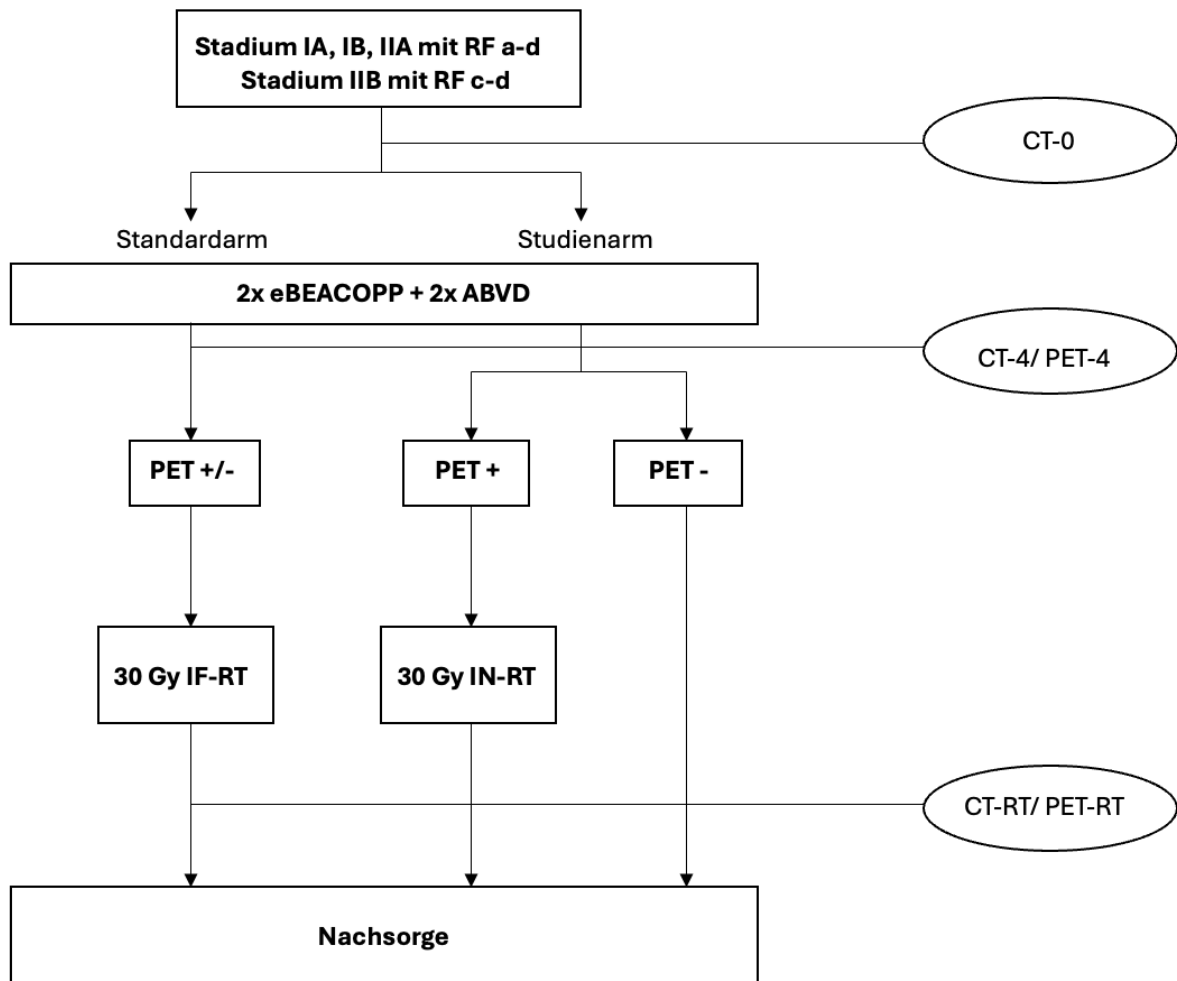 Stadium IA, IB, IIA mit RF a-d
Stadium IIB mit RF c-d
CT-0
Standardarm
Studienarm
2x eBEACOPP + 2x ABVD
CT-4/ PET-4
PET +/-
PET +
PET -
30 Gy IF-RT
30 Gy IN-RT
CT-RT/ PET-RT
Nachsorge